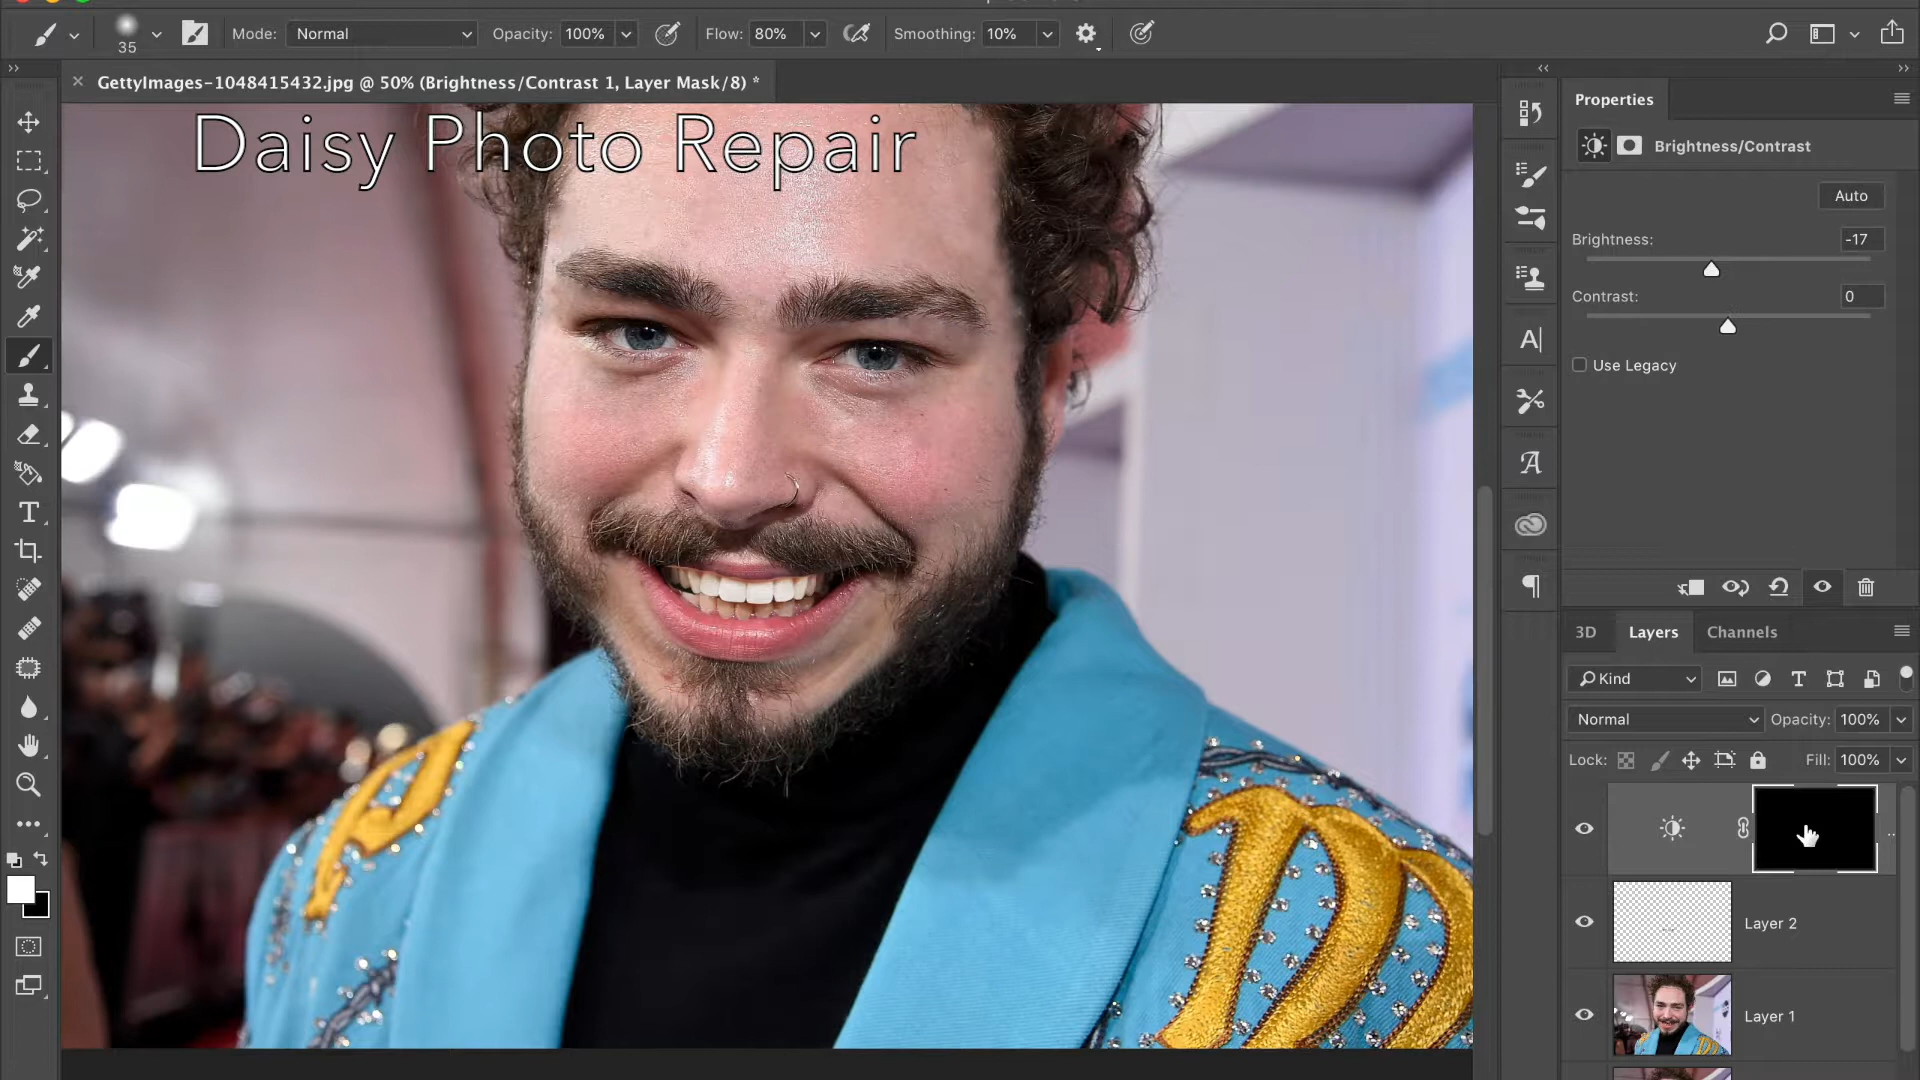 35
Mode: Normal
Opacity: 100%
Flow: 80%
Smoothing: 10%
GettyImages-1048415432.jpg @ 50% (Brightness/Contrast 1, Layer Mask/8) *
Daisy Photo Repair
Properties
Brightness/Contrast
Auto
Brightness: -17
Contrast: 0
Use Legacy
3D Layers Channels
Kind
Normal Opacity: 100%
Lock: Fill: 100%
Layer 2
Layer 1